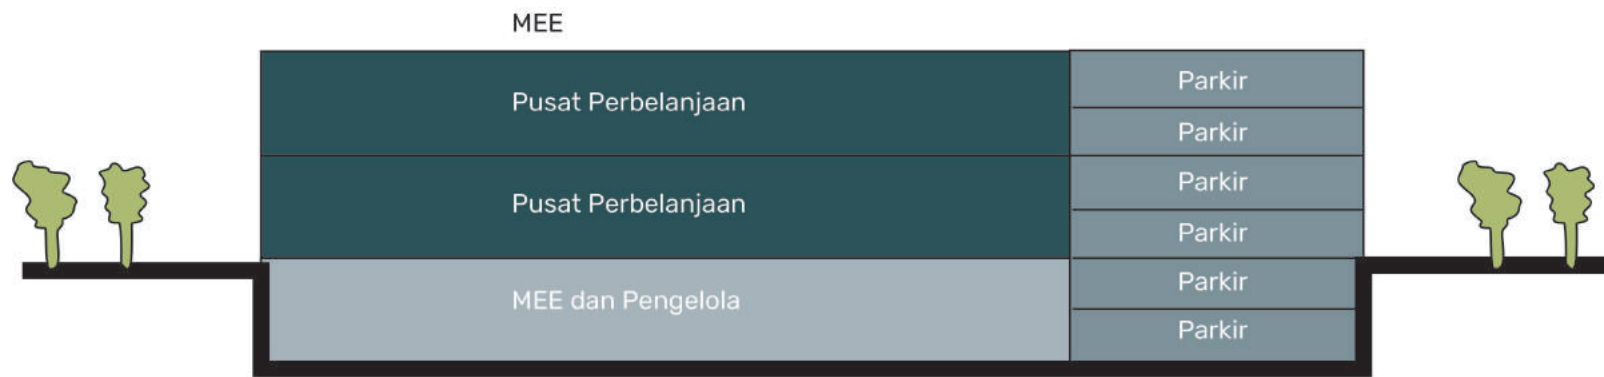 MEE
Pusat Perbelanjaan
Parkir
Parkir
Pusat Perbelanjaan
Parkir
Parkir
MEE dan Pengelola
Parkir
Parkir